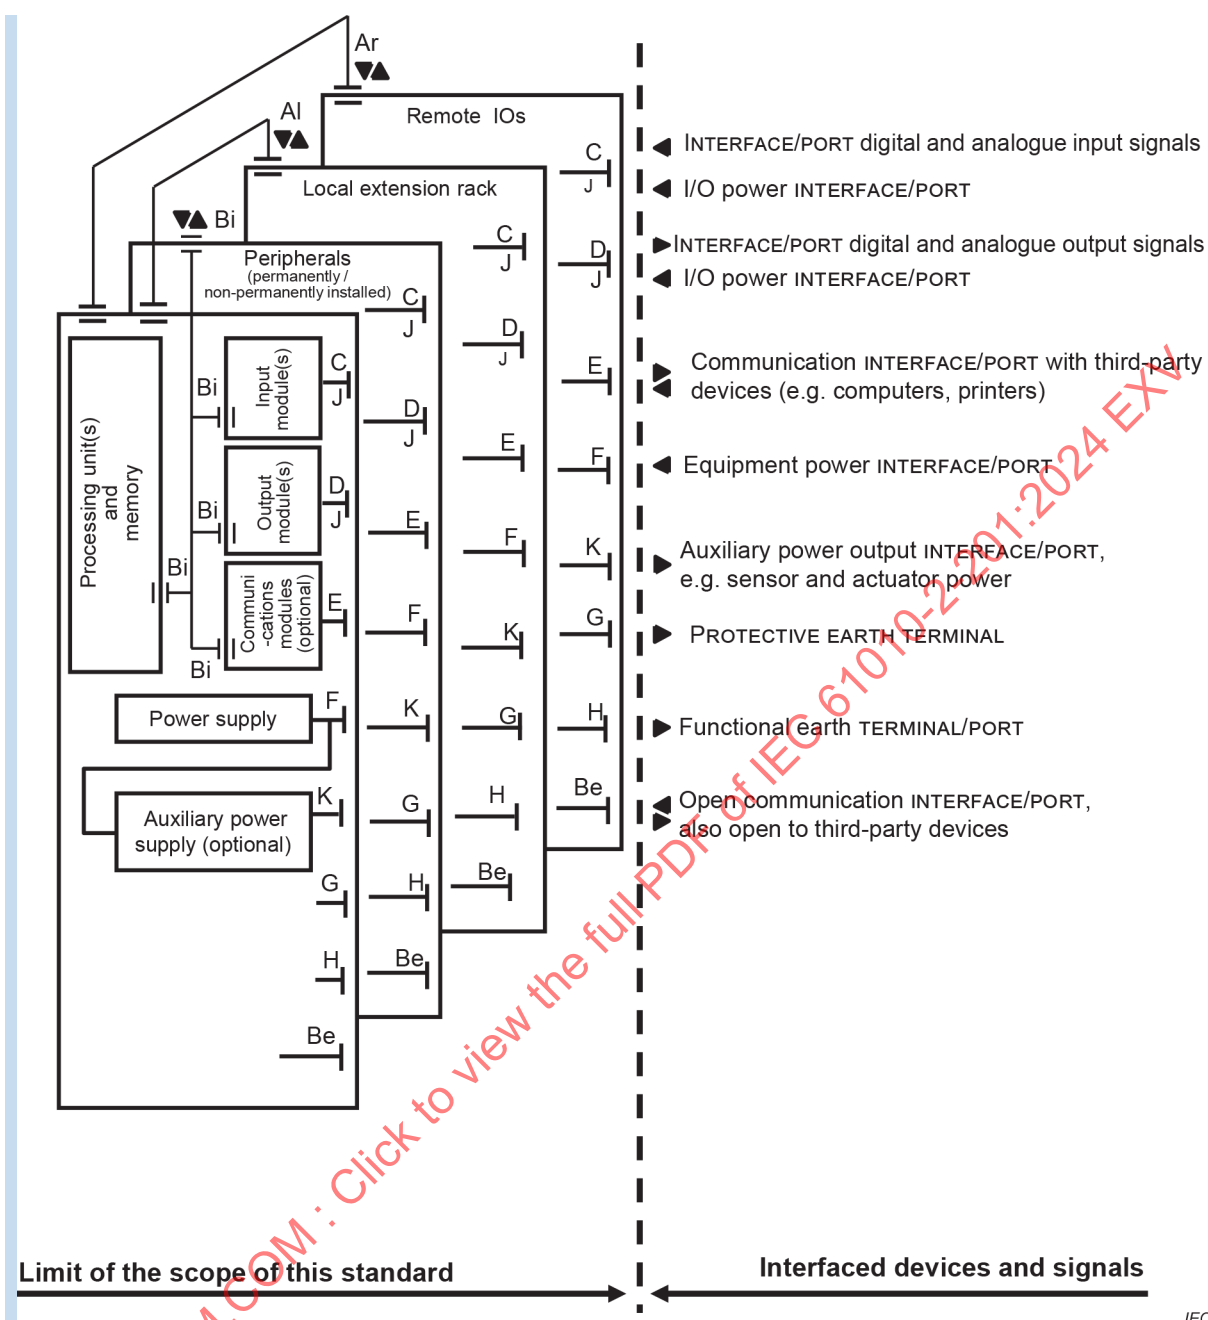 Ar
Al
Remote IOs
C
J
INTERFACE/PORT digital and analogue input signals
I/O power INTERFACE/PORT
Local extension rack
Bi
C
J
D
J
INTERFACE/PORT digital and analogue output signals
I/O power INTERFACE/PORT
Peripherals
(permanently /
non-permanently installed)
C
J
D
J
E
Communication INTERFACE/PORT with third-party
devices (e.g. computers, printers)
Processing unit(s)
and
memory
Bi
Input
module(s)
C
J
D
J
E
F
Equipment power INTERFACE/PORT
Bi
Output
module(s)
D
J
E
F
K
Auxiliary power output INTERFACE/PORT,
e.g. sensor and actuator power
Bi
Communi
-cations
modules
(optional)
E
F
K
G
PROTECTIVE EARTH TERMINAL
Bi
Power supply
F
K
G
H
Functional earth TERMINAL/PORT
Auxiliary power
supply (optional)
K
G
H
Be
Open communication INTERFACE/PORT,
also open to third-party devices
G
H
Be
H
Be
Be
M.COM : Click to view the full PDF of IEC 61010-2-201:2024 EXV
Limit of the scope of this standard
Interfaced devices and signals
IEC